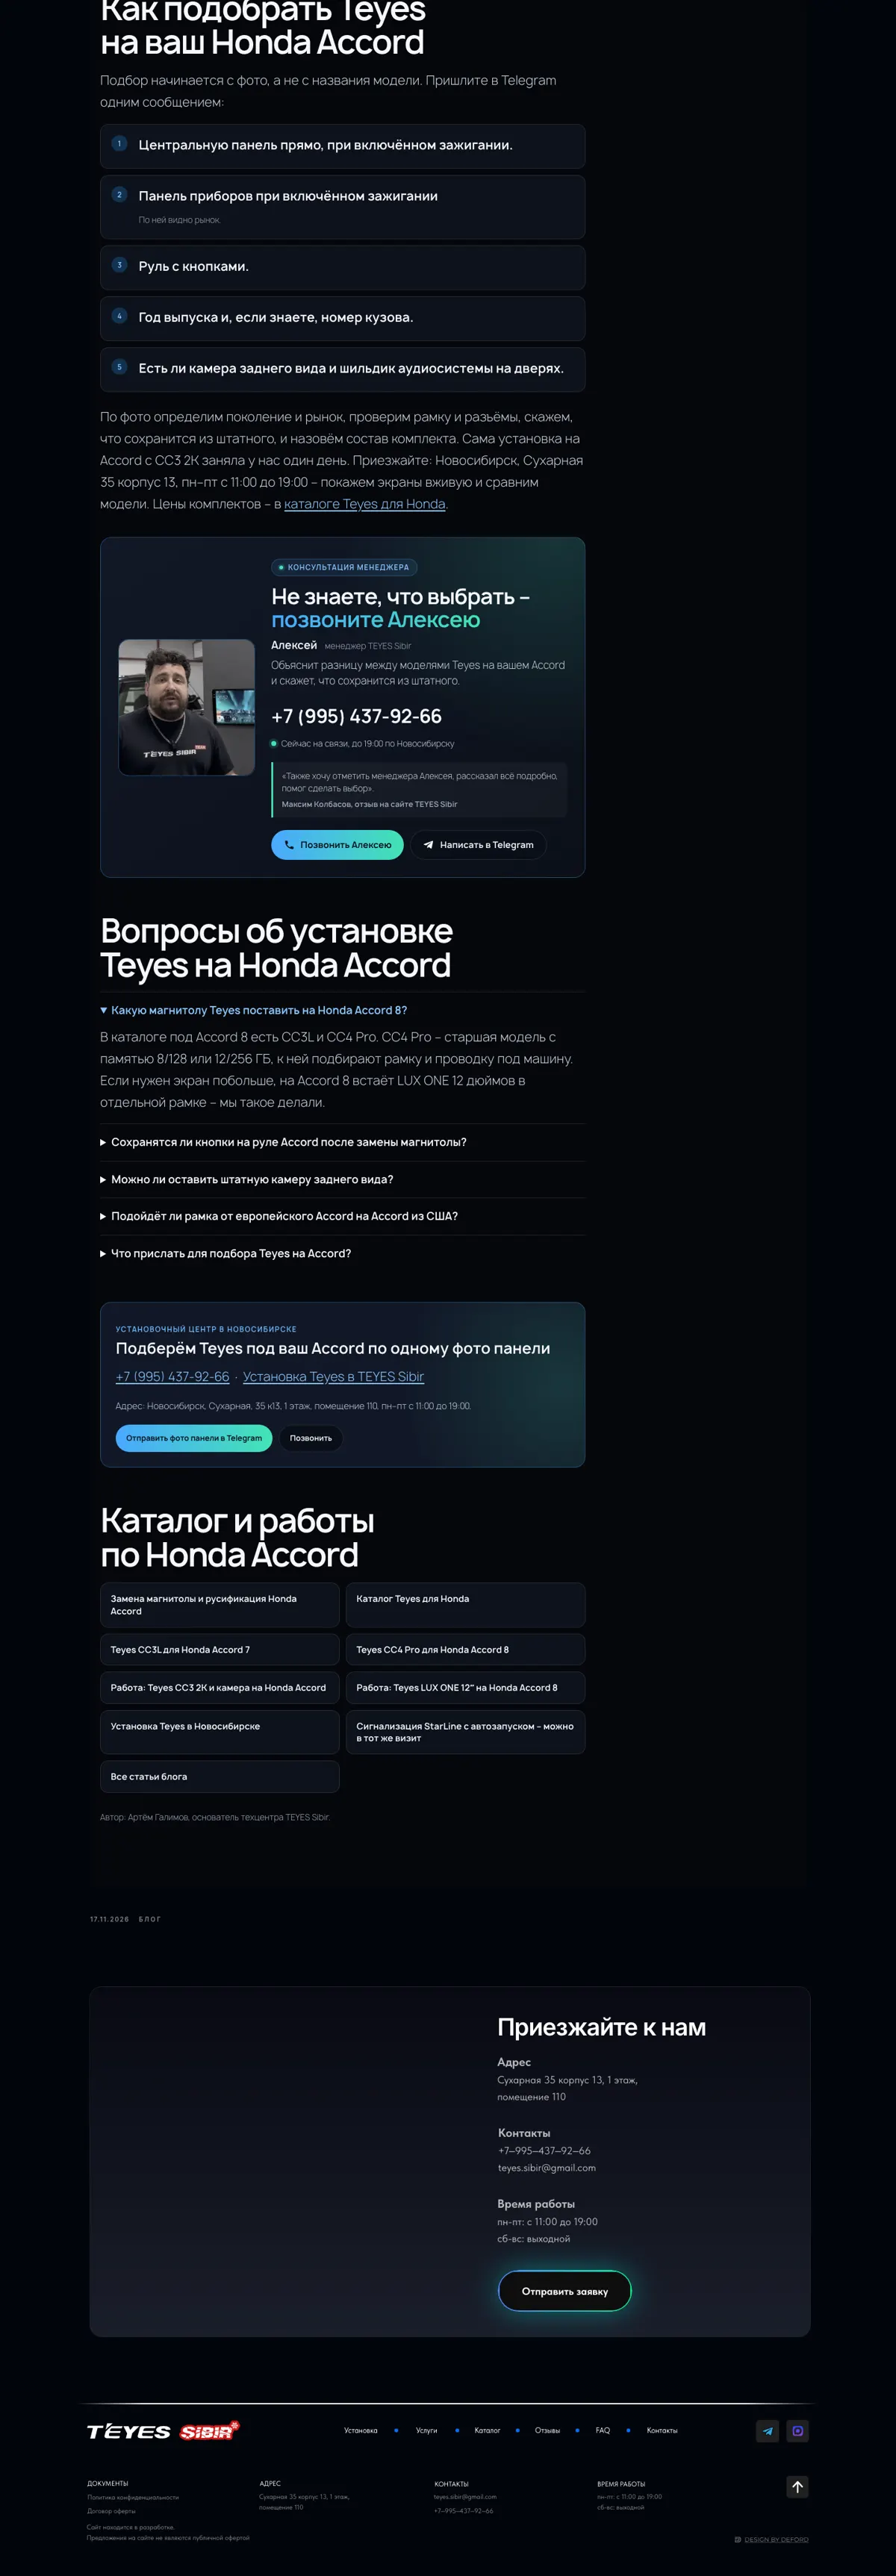 Как подобрать Teyes
на ваш Honda Accord
Подбор начинается с фото, а не с названия модели. Пришлите в Telegram
одним сообщением:
1 Центральную панель прямо, при включённом зажигании.
2 Панель приборов при включённом зажигании
По ней видно рынок.
3 Руль с кнопками.
4 Год выпуска и, если знаете, номер кузова.
5 Есть ли камера заднего вида и шильдик аудиосистемы на дверях.
По фото определим поколение и рынок, проверим рамку и разъёмы, скажем,
что сохранится из штатного, и назовём состав комплекта. Сама установка на
Accord с CC3 2K заняла у нас один день. Приезжайте: Новосибирск, Сухарная
35 корпус 13, пн–пт с 11:00 до 19:00 – покажем экраны вживую и сравним
модели. Цены комплектов – в каталоге Teyes для Honda.
КОНСУЛЬТАЦИЯ МЕНЕДЖЕРА
Не знаете, что выбрать –
позвоните Алексею
Алексей менеджер TEYES Sibir
Объяснит разницу между моделями Teyes на вашем Accord
и скажет, что сохранится из штатного.
+7 (995) 437-92-66
Сейчас на связи, до 19:00 по Новосибирску
«Также хочу отметить менеджера Алексея, рассказал всё подробно,
помог сделать выбор».
Максим Колбасов, отзыв на сайте TEYES Sibir
Позвонить Алексею
Написать в Telegram
TEYES SIBIR
Вопросы об установке
Teyes на Honda Accord
Какую магнитолу Teyes поставить на Honda Accord 8?
В каталоге под Accord 8 есть CC3L и CC4 Pro. CC4 Pro – старшая модель с
памятью 8/128 или 12/256 ГБ, к ней подбирают рамку и проводку под машину.
Если нужен экран побольше, на Accord 8 встаёт LUX ONE 12 дюймов в
отдельной рамке – мы такое делали.
Сохранятся ли кнопки на руле Accord после замены магнитолы?
Можно ли оставить штатную камеру заднего вида?
Подойдёт ли рамка от европейского Accord на Accord из США?
Что прислать для подбора Teyes на Accord?
УСТАНОВОЧНЫЙ ЦЕНТР В НОВОСИБИРСКЕ
Подберём Teyes под ваш Accord по одному фото панели
+7 (995) 437-92-66 · Установка Teyes в TEYES Sibir
Адрес: Новосибирск, Сухарная, 35 к13, 1 этаж, помещение 110, пн–пт с 11:00 до 19:00.
Отправить фото панели в Telegram
Позвонить
Каталог и работы
по Honda Accord
Замена магнитолы и русификация Honda
Accord
Каталог Teyes для Honda
Teyes CC3L для Honda Accord 7
Teyes CC4 Pro для Honda Accord 8
Работа: Teyes CC3 2K и камера на Honda Accord
Работа: Teyes LUX ONE 12″ на Honda Accord 8
Установка Teyes в Новосибирске
Сигнализация StarLine с автозапуском – можно
в тот же визит
Все статьи блога
Автор: Артём Галимов, основатель техцентра TEYES Sibir.
17.11.2026 БЛОГ
Приезжайте к нам
Адрес
Сухарная 35 корпус 13, 1 этаж,
помещение 110
Контакты
+7–995–437–92–66
teyes.sibir@gmail.com
Время работы
пн-пт: с 11:00 до 19:00
сб-вс: выходной
Отправить заявку
TEYES SIBIR
Установка
Услуги
Каталог
Отзывы
FAQ
Контакты
ДОКУМЕНТЫ
Политика конфиденциальности
Договор оферты
Сайт находится в разработке.
Предложения на сайте не являются публичной офертой
АДРЕС
Сухарная 35 корпус 13, 1 этаж,
помещение 110
КОНТАКТЫ
teyes.sibir@gmail.com
+7–995–437–92–66
ВРЕМЯ РАБОТЫ
пн-пт: с 11:00 до 19:00
сб-вс: выходной
DESIGN BY DEFORD